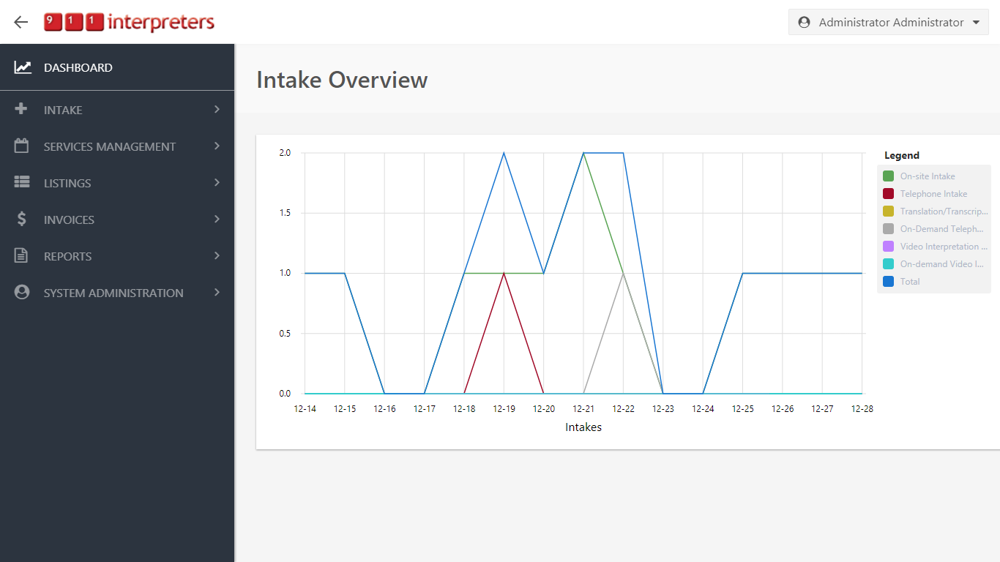 911 interpreters
Administrator Administrator
DASHBOARD
INTAKE
SERVICES MANAGEMENT
LISTINGS
INVOICES
REPORTS
SYSTEM ADMINISTRATION
Intake Overview
2.0
1.5
1.0
0.5
0.0
12-14 12-15 12-16 12-17 12-18 12-19 12-20 12-21 12-22 12-23 12-24 12-25 12-26 12-27 12-28
Intakes
Legend
On-site Intake
Telephone Intake
Translation/Transcrip...
On-Demand Teleph...
Video Interpretation ...
On-demand Video I...
Total